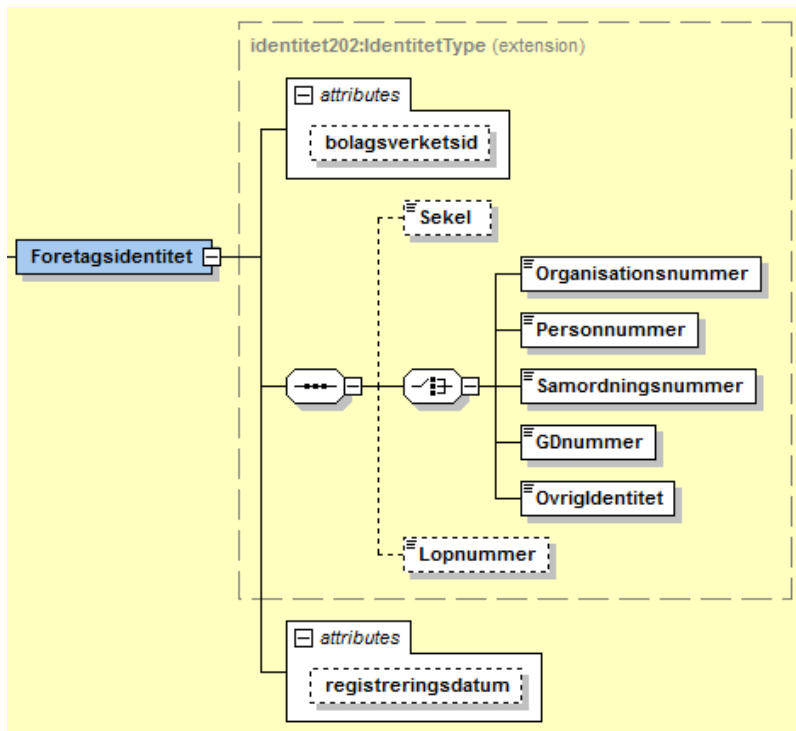 identitet202:IdentitetType (extension)
attributes
bolagsverketsid
Sekel
Foretagsidentitet
Organisationsnummer
Personnummer
Samordningsnummer
GDnummer
OvrigIdentitet
Lopnummer
attributes
registreringsdatum